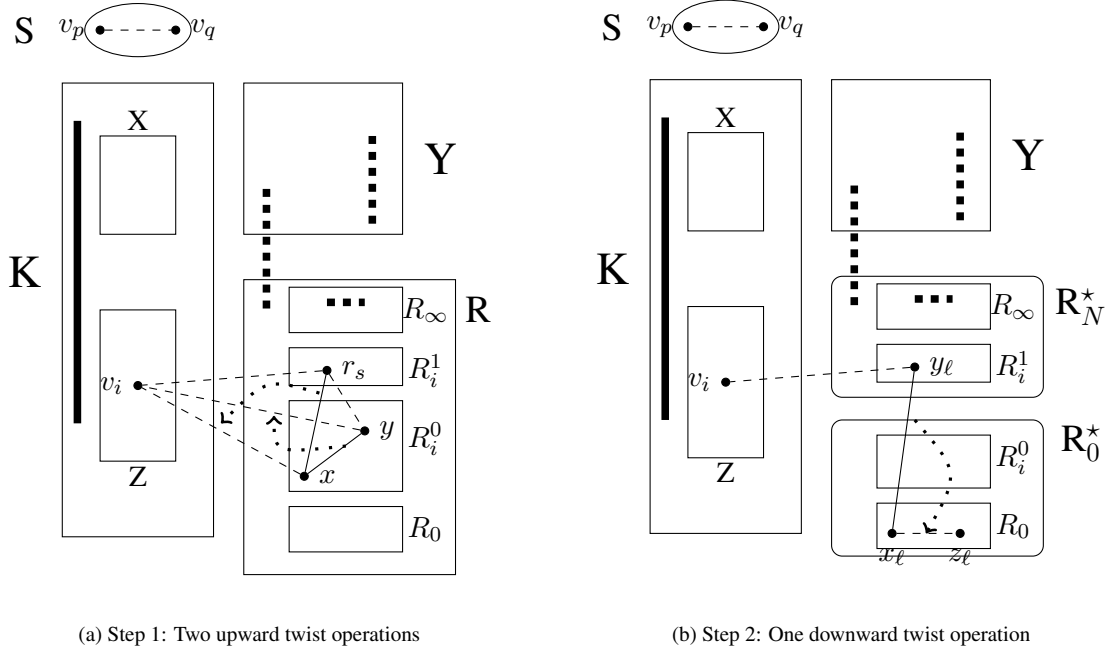 S
v_p
v_q
X
Y
K
R_∞
R
R_i^1
r_s
v_i
y
R_i^0
x
Z
R_0
(a) Step 1: Two upward twist operations
S
v_p
v_q
X
Y
K
R_∞
R_N^⋆
y_ℓ
R_i^1
v_i
R_0^⋆
R_i^0
Z
R_0
x_ℓ
z_ℓ
(b) Step 2: One downward twist operation